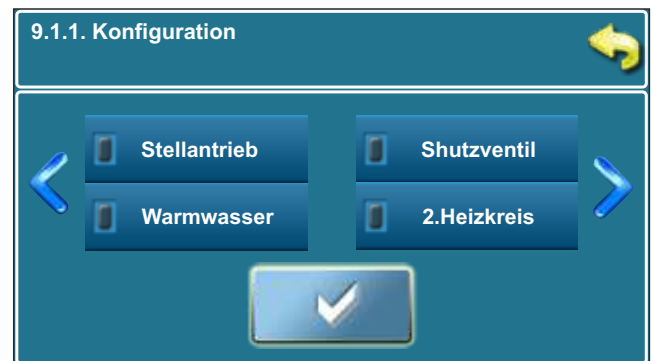 9.1.1. Konfiguration
Stellantrieb
Shutzventil
Warmwasser
2.Heizkreis